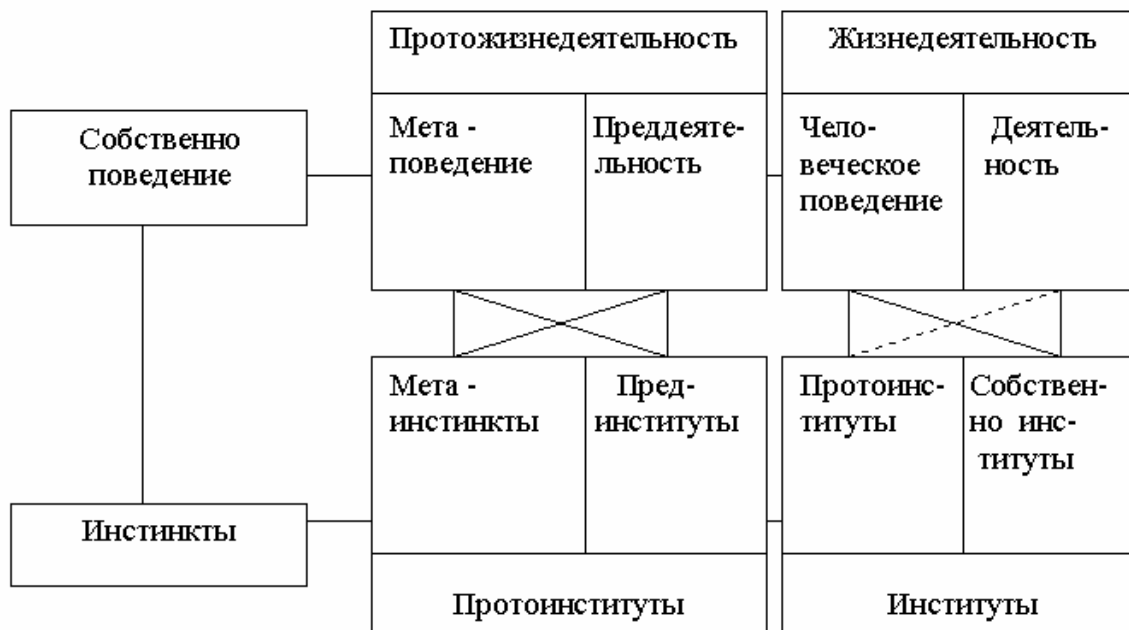 Протожизнедеятельность
Жизнедеятельность
Собственно
поведение
Мета -
поведение
Преддеяте-
льность
Чело-
веческое
поведение
Деятель-
ность
Мета -
инстинкты
Пред-
институты
Протоинс-
титуты
Собствен-
но инс-
титуты
Инстинкты
Протоинституты
Институты